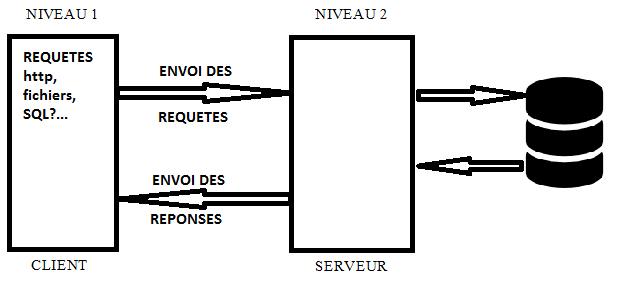 NIVEAU 1
NIVEAU 2
REQUETES
http,
fichiers,
SQL?...
ENVOI DES
REQUETES
ENVOI DES
REPONSES
CLIENT
SERVEUR